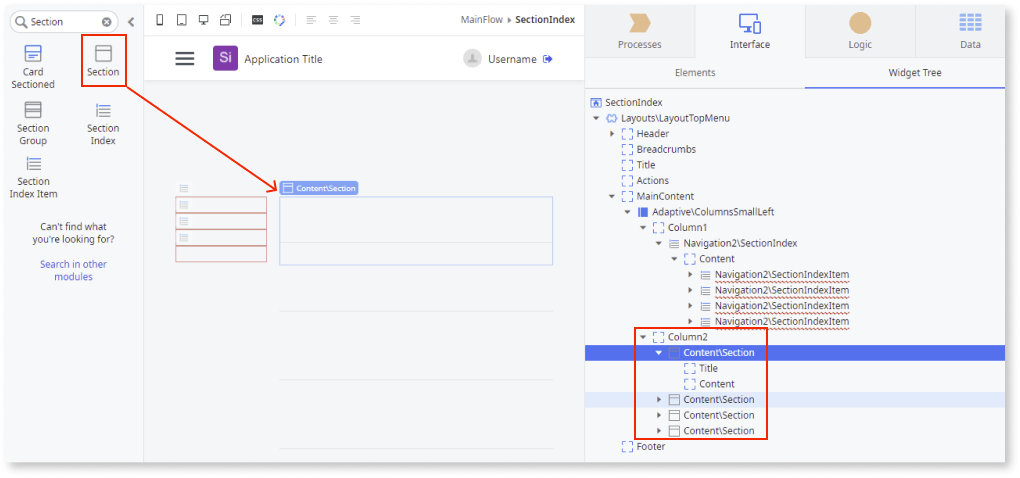 Section
Card
Sectioned
Section
Section
Group
Section
Index
Section
Index Item
Can't find what
you're looking for?
Search in other
modules
CSS
MainFlow
SectionIndex
Si
Application Title
Username
Content\Section
Processes
Interface
Logic
Data
Elements
Widget Tree
SectionIndex
Layouts\LayoutTopMenu
Header
Breadcrumbs
Title
Actions
MainContent
Adaptive\ColumnsSmallLeft
Column1
Navigation2\SectionIndex
Content
Navigation2\SectionIndexItem
Navigation2\SectionIndexItem
Navigation2\SectionIndexItem
Navigation2\SectionIndexItem
Column2
Content\Section
Title
Content
Content\Section
Content\Section
Content\Section
Footer